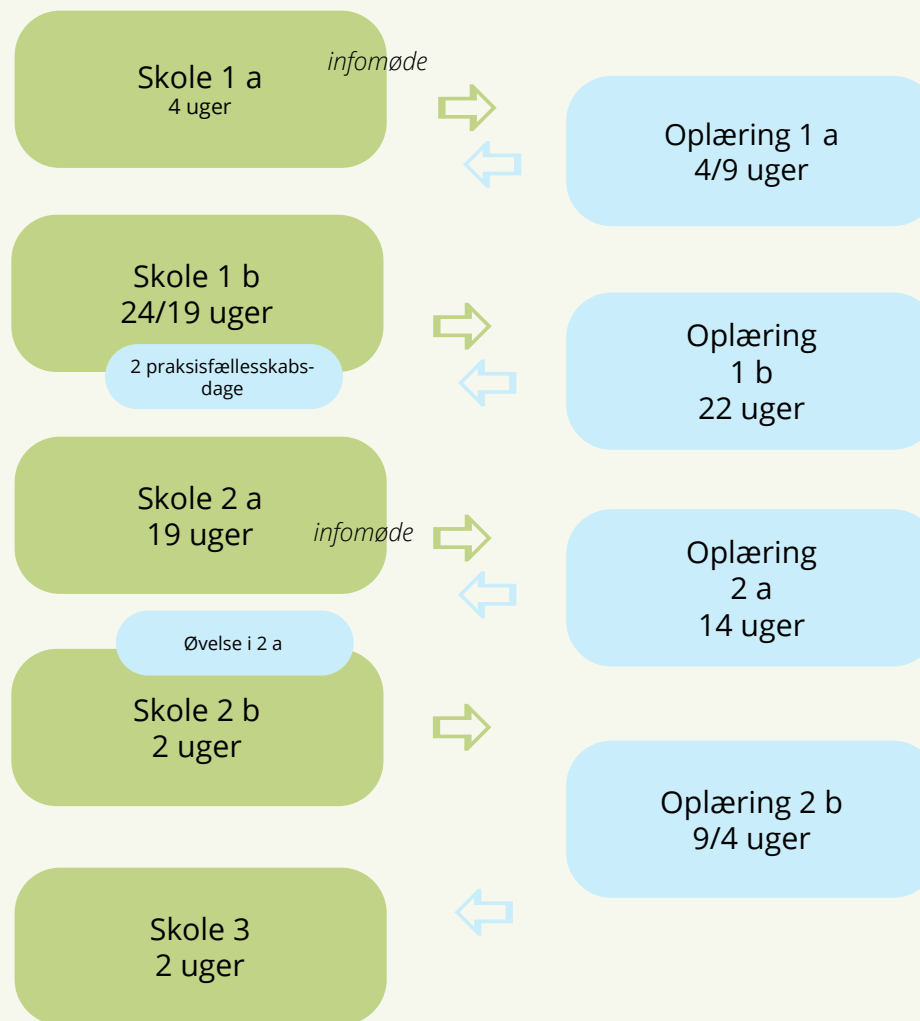 Skole 1 a
4 uger
infomøde
Oplæring 1 a
4/9 uger
Skole 1 b
24/19 uger
2 praksisfællesskabs-
dage
Oplæring
1 b
22 uger
Skole 2 a
19 uger
infomøde
Oplæring
2 a
14 uger
Øvelse i 2 a
Skole 2 b
2 uger
Oplæring 2 b
9/4 uger
Skole 3
2 uger